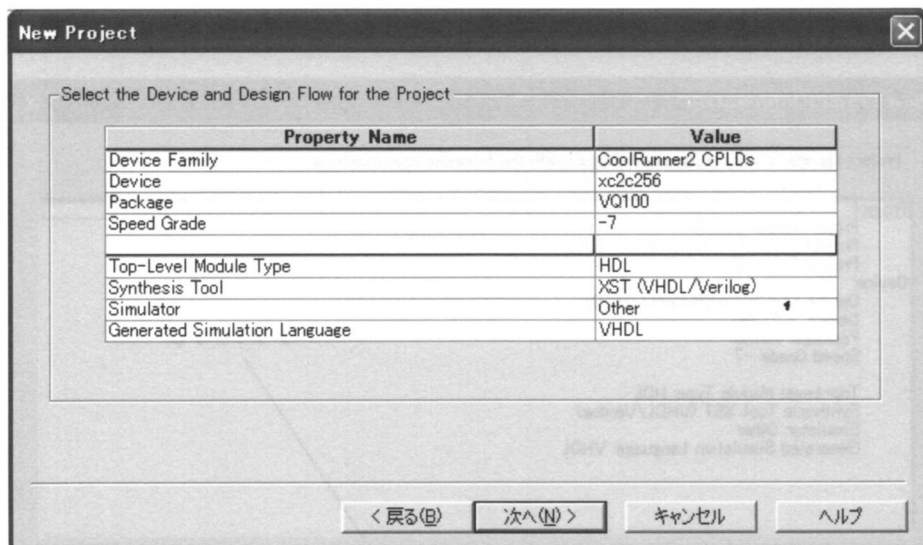 New Project
Select the Device and Design Flow for the Project
Property Name Value
Device Family CoolRunner2 CPLDs
Device xc2c256
Package VQ100
Speed Grade -7
Top-Level Module Type HDL
Synthesis Tool XST (VHDL/Verilog)
Simulator Other
Generated Simulation Language VHDL
< 戻る(B) 次へ(N) > キャンセル ヘルプ